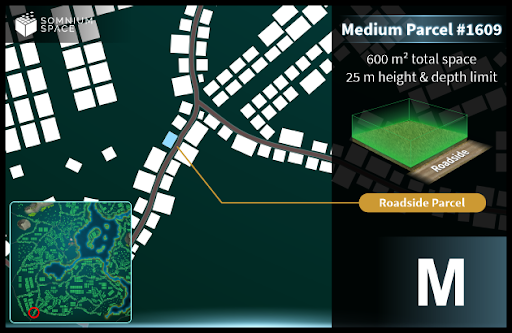 SOMNIUM
SPACE
Medium Parcel #1609
600 m² total space
25 m height & depth limit
Roadside
Roadside Parcel
M